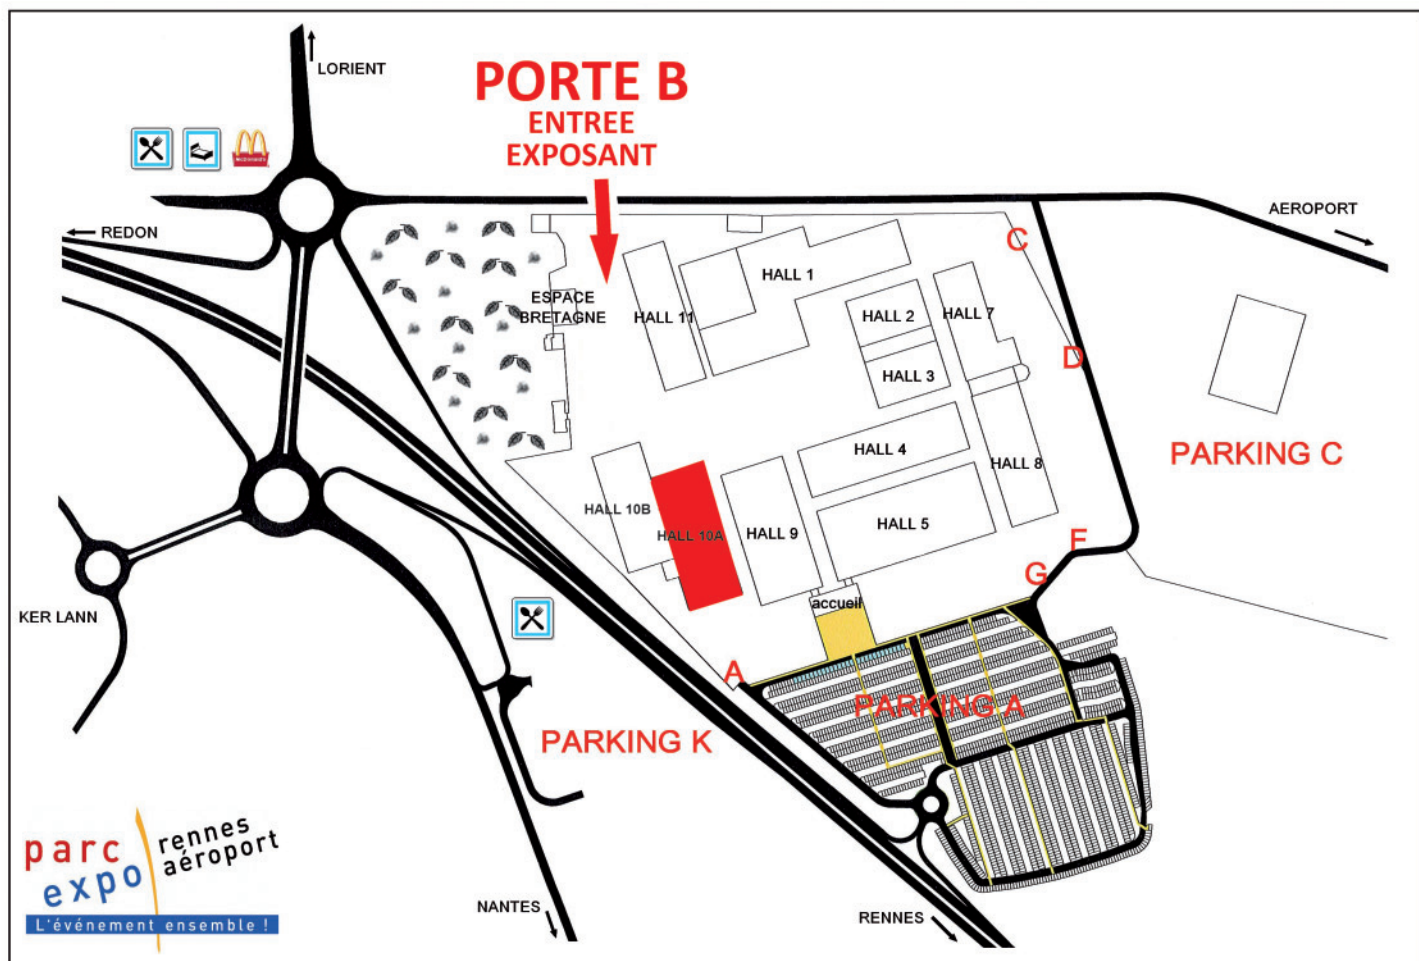 LORIENT
PORTE B
ENTREE
EXPOSANT
McDonald's
REDON
AEROPORT
C
HALL 1
ESPACE
BRETAGNE
HALL 11
HALL 2
HALL 7
D
HALL 3
HALL 4
PARKING C
HALL 8
HALL 10B
HALL 10A
HALL 9
HALL 5
F
G
accueil
KER LANN
A
PARKING A
PARKING K
parc
expo
rennes
aéroport
L'événement ensemble !
NANTES
RENNES